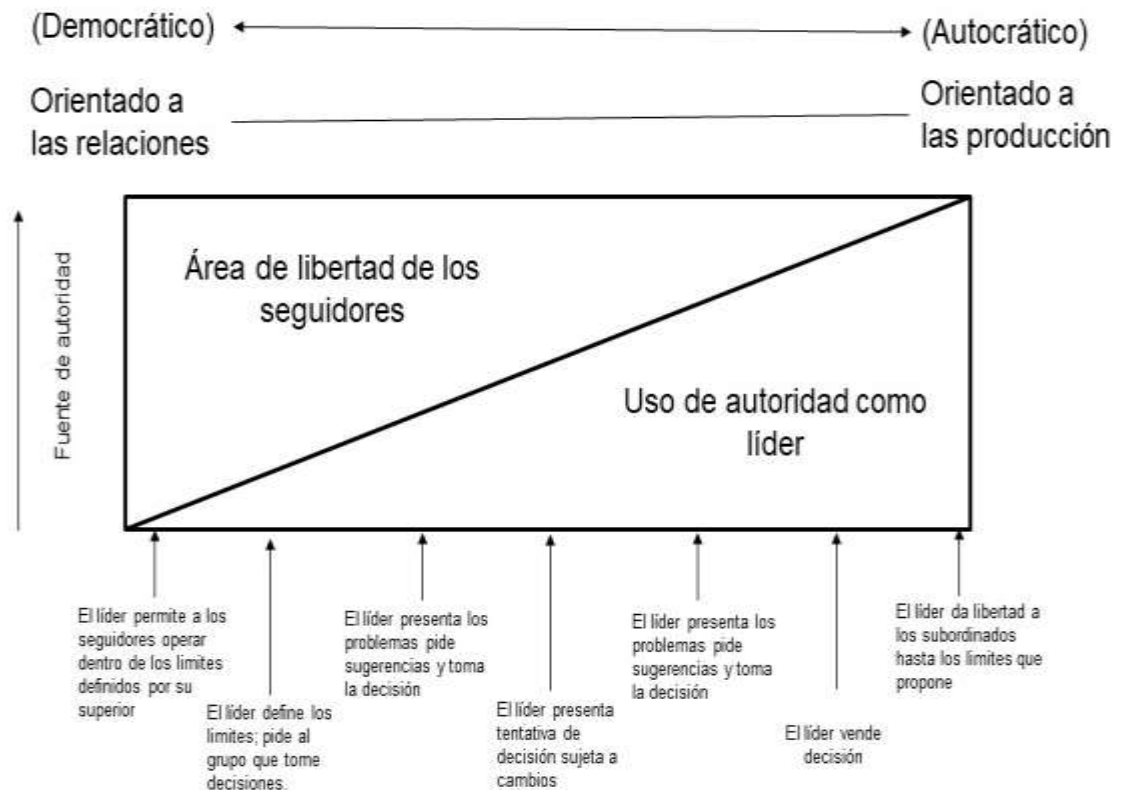 (Democrático)
(Autocrático)
Orientado a
las relaciones
Orientado a
las producción
Fuente de autoridad
Área de libertad de los
seguidores
Uso de autoridad como
líder
El líder permite a los
seguidores operar
dentro de los limites
definidos por su
superior
El líder define los
limites; pide al
grupo que tome
decisiones.
El líder presenta los
problemas pide
sugerencias y toma
la decisión
El líder presenta
tentativa de
decisión sujeta a
cambios
El líder presenta los
problemas pide
sugerencias y toma
la decisión
El líder vende
decisión
El líder da libertad a
los subordinados
hasta los limites que
propone